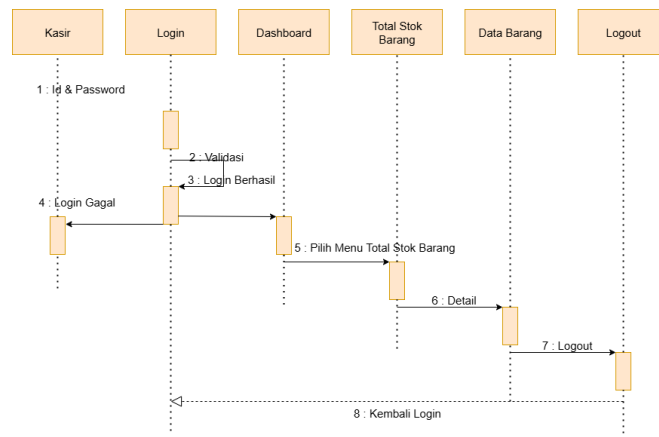 Kasir
Login
Dashboard
Total Stok
Barang
Data Barang
Logout
1 : Id & Password
2 : Validasi
3 : Login Berhasil
4 : Login Gagal
5 : Pilih Menu Total Stok Barang
6 : Detail
7 : Logout
8 : Kembali Login